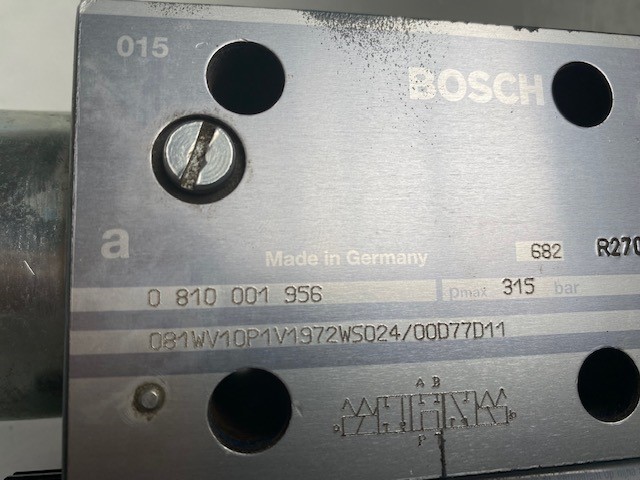 015
BOSCH
a
Made in Germany
682 R270
0 810 001 956
pmax 315 bar
081WV10P1V1972WS024/00D77D11
A B
P T